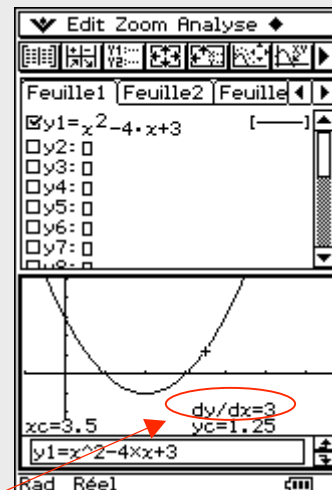 Edit Zoom Analyse
Feuille1 Feuille2 Feuille
y1=x²-4·x+3 [—]
y2:
y3:
y4:
y5:
y6:
y7:
y8:
dy/dx=3
xc=3.5 yc=1.25
y1=x^2-4×x+3
Rad Réel